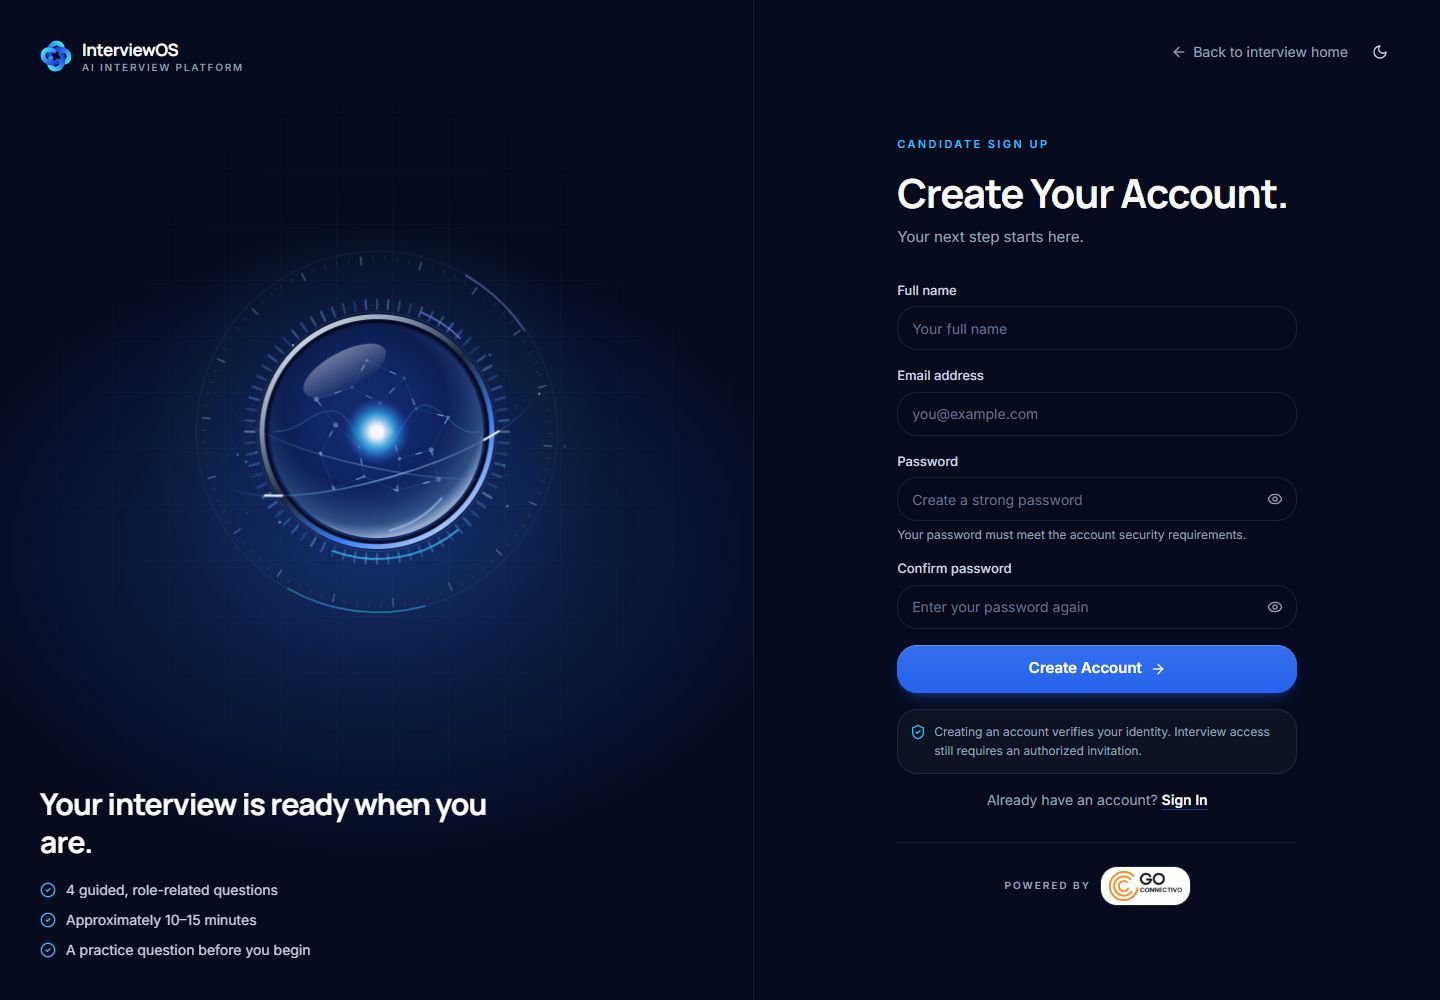 InterviewOS
AI INTERVIEW PLATFORM
Your interview is ready when you
are.
4 guided, role-related questions
Approximately 10–15 minutes
A practice question before you begin
Back to interview home
CANDIDATE SIGN UP
Create Your Account.
Your next step starts here.
Full name
Your full name
Email address
you@example.com
Password
Create a strong password
Your password must meet the account security requirements.
Confirm password
Enter your password again
Create Account
Creating an account verifies your identity. Interview access
still requires an authorized invitation.
Already have an account? Sign In
POWERED BY
GO
CONNECTIVO